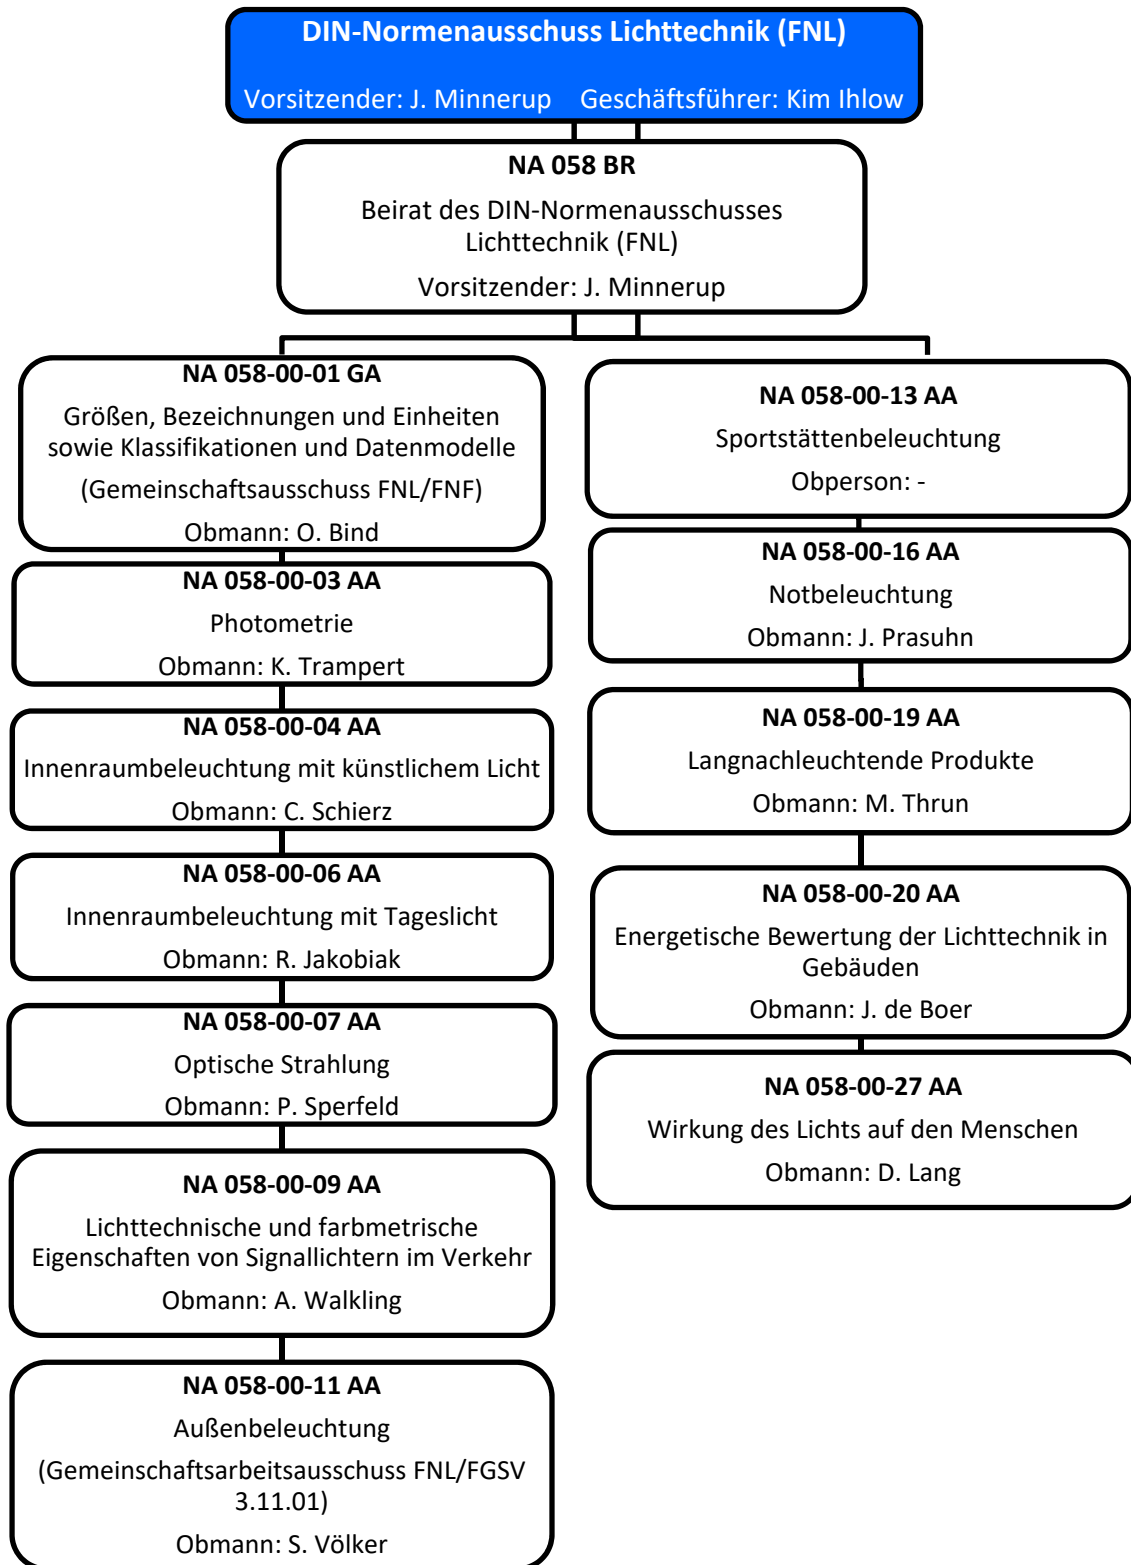 DIN-Normenausschuss Lichttechnik (FNL)
Vorsitzender: J. Minnerup Geschäftsführer: Kim Ihlow
NA 058 BR
Beirat des DIN-Normenausschusses
Lichttechnik (FNL)
Vorsitzender: J. Minnerup
NA 058-00-01 GA
Größen, Bezeichnungen und Einheiten
sowie Klassifikationen und Datenmodelle
(Gemeinschaftsausschuss FNL/FNF)
Obmann: O. Bind
NA 058-00-03 AA
Photometrie
Obmann: K. Trampert
NA 058-00-04 AA
Innenraumbeleuchtung mit künstlichem Licht
Obmann: C. Schierz
NA 058-00-06 AA
Innenraumbeleuchtung mit Tageslicht
Obmann: R. Jakobiak
NA 058-00-07 AA
Optische Strahlung
Obmann: P. Sperfeld
NA 058-00-09 AA
Lichttechnische und farbmetrische
Eigenschaften von Signallichtern im Verkehr
Obmann: A. Walkling
NA 058-00-11 AA
Außenbeleuchtung
(Gemeinschaftsarbeitsausschuss FNL/FGSV
3.11.01)
Obmann: S. Völker
NA 058-00-13 AA
Sportstättenbeleuchtung
Obperson: -
NA 058-00-16 AA
Notbeleuchtung
Obmann: J. Prasuhn
NA 058-00-19 AA
Langnachleuchtende Produkte
Obmann: M. Thrun
NA 058-00-20 AA
Energetische Bewertung der Lichttechnik in
Gebäuden
Obmann: J. de Boer
NA 058-00-27 AA
Wirkung des Lichts auf den Menschen
Obmann: D. Lang